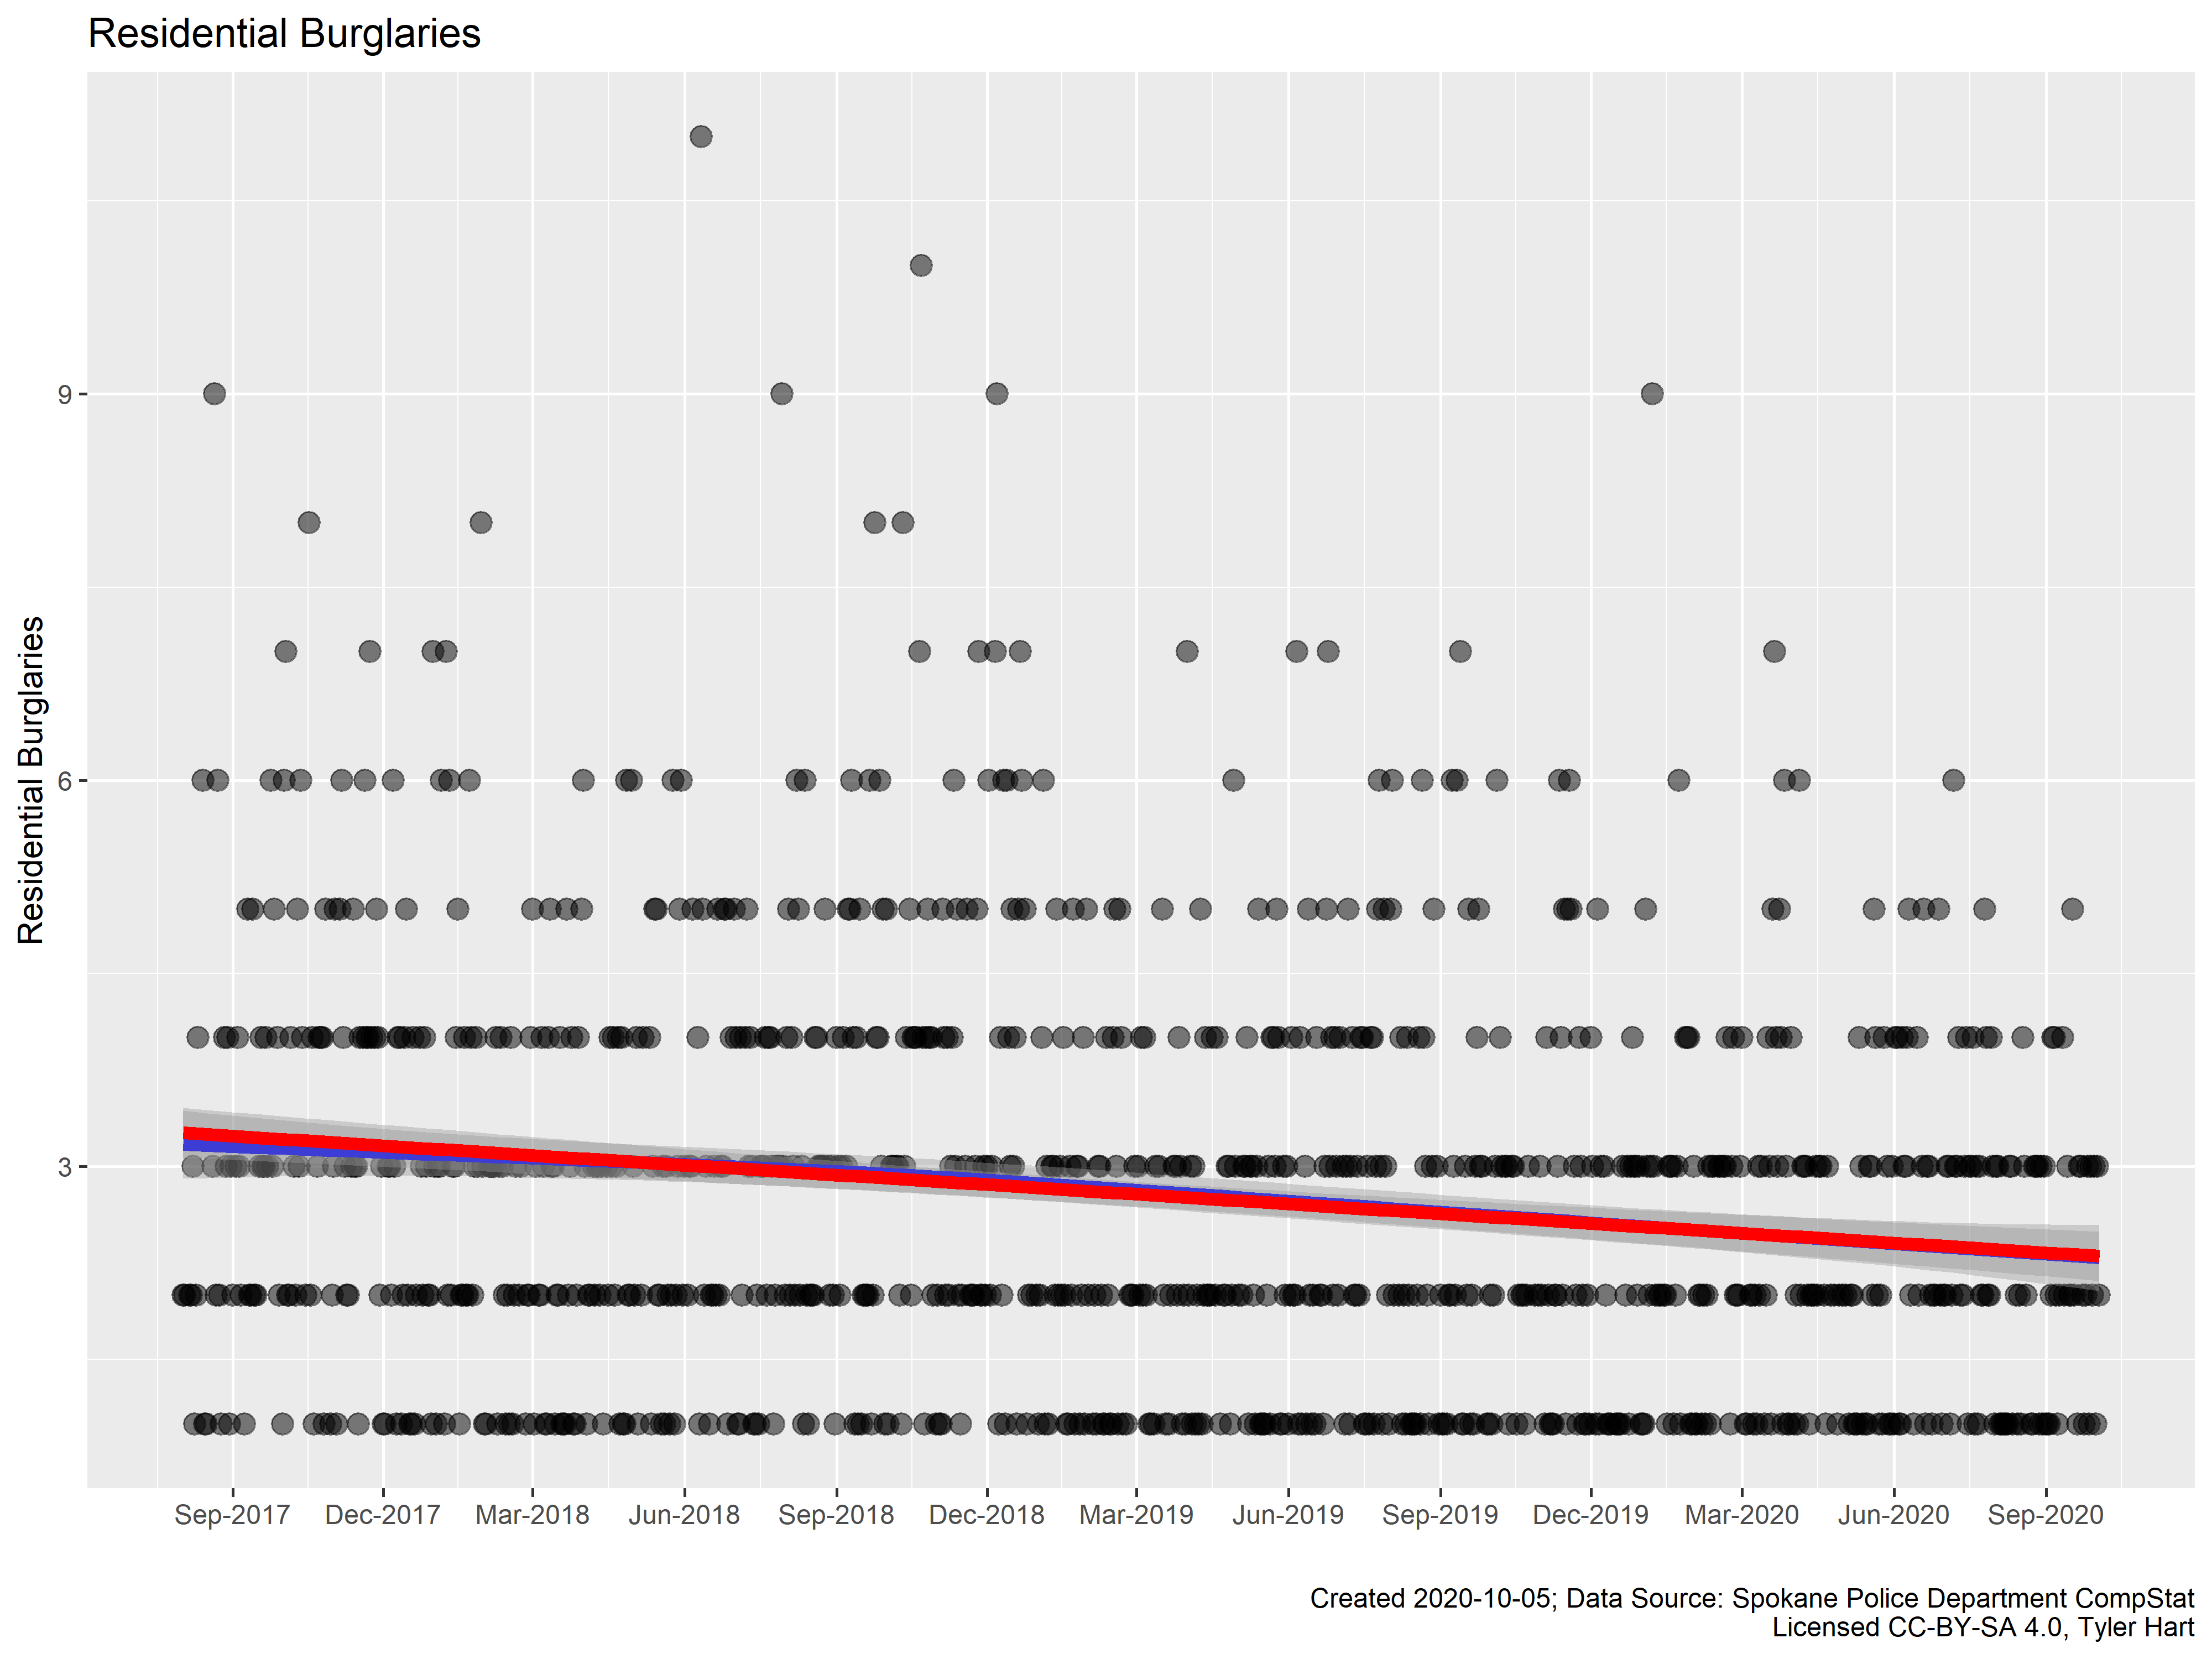 Residential Burglaries
Residential Burglaries
9
6
3
Sep-2017 Dec-2017 Mar-2018 Jun-2018 Sep-2018 Dec-2018 Mar-2019 Jun-2019 Sep-2019 Dec-2019 Mar-2020 Jun-2020 Sep-2020
Created 2020-10-05; Data Source: Spokane Police Department CompStat
Licensed CC-BY-SA 4.0, Tyler Hart